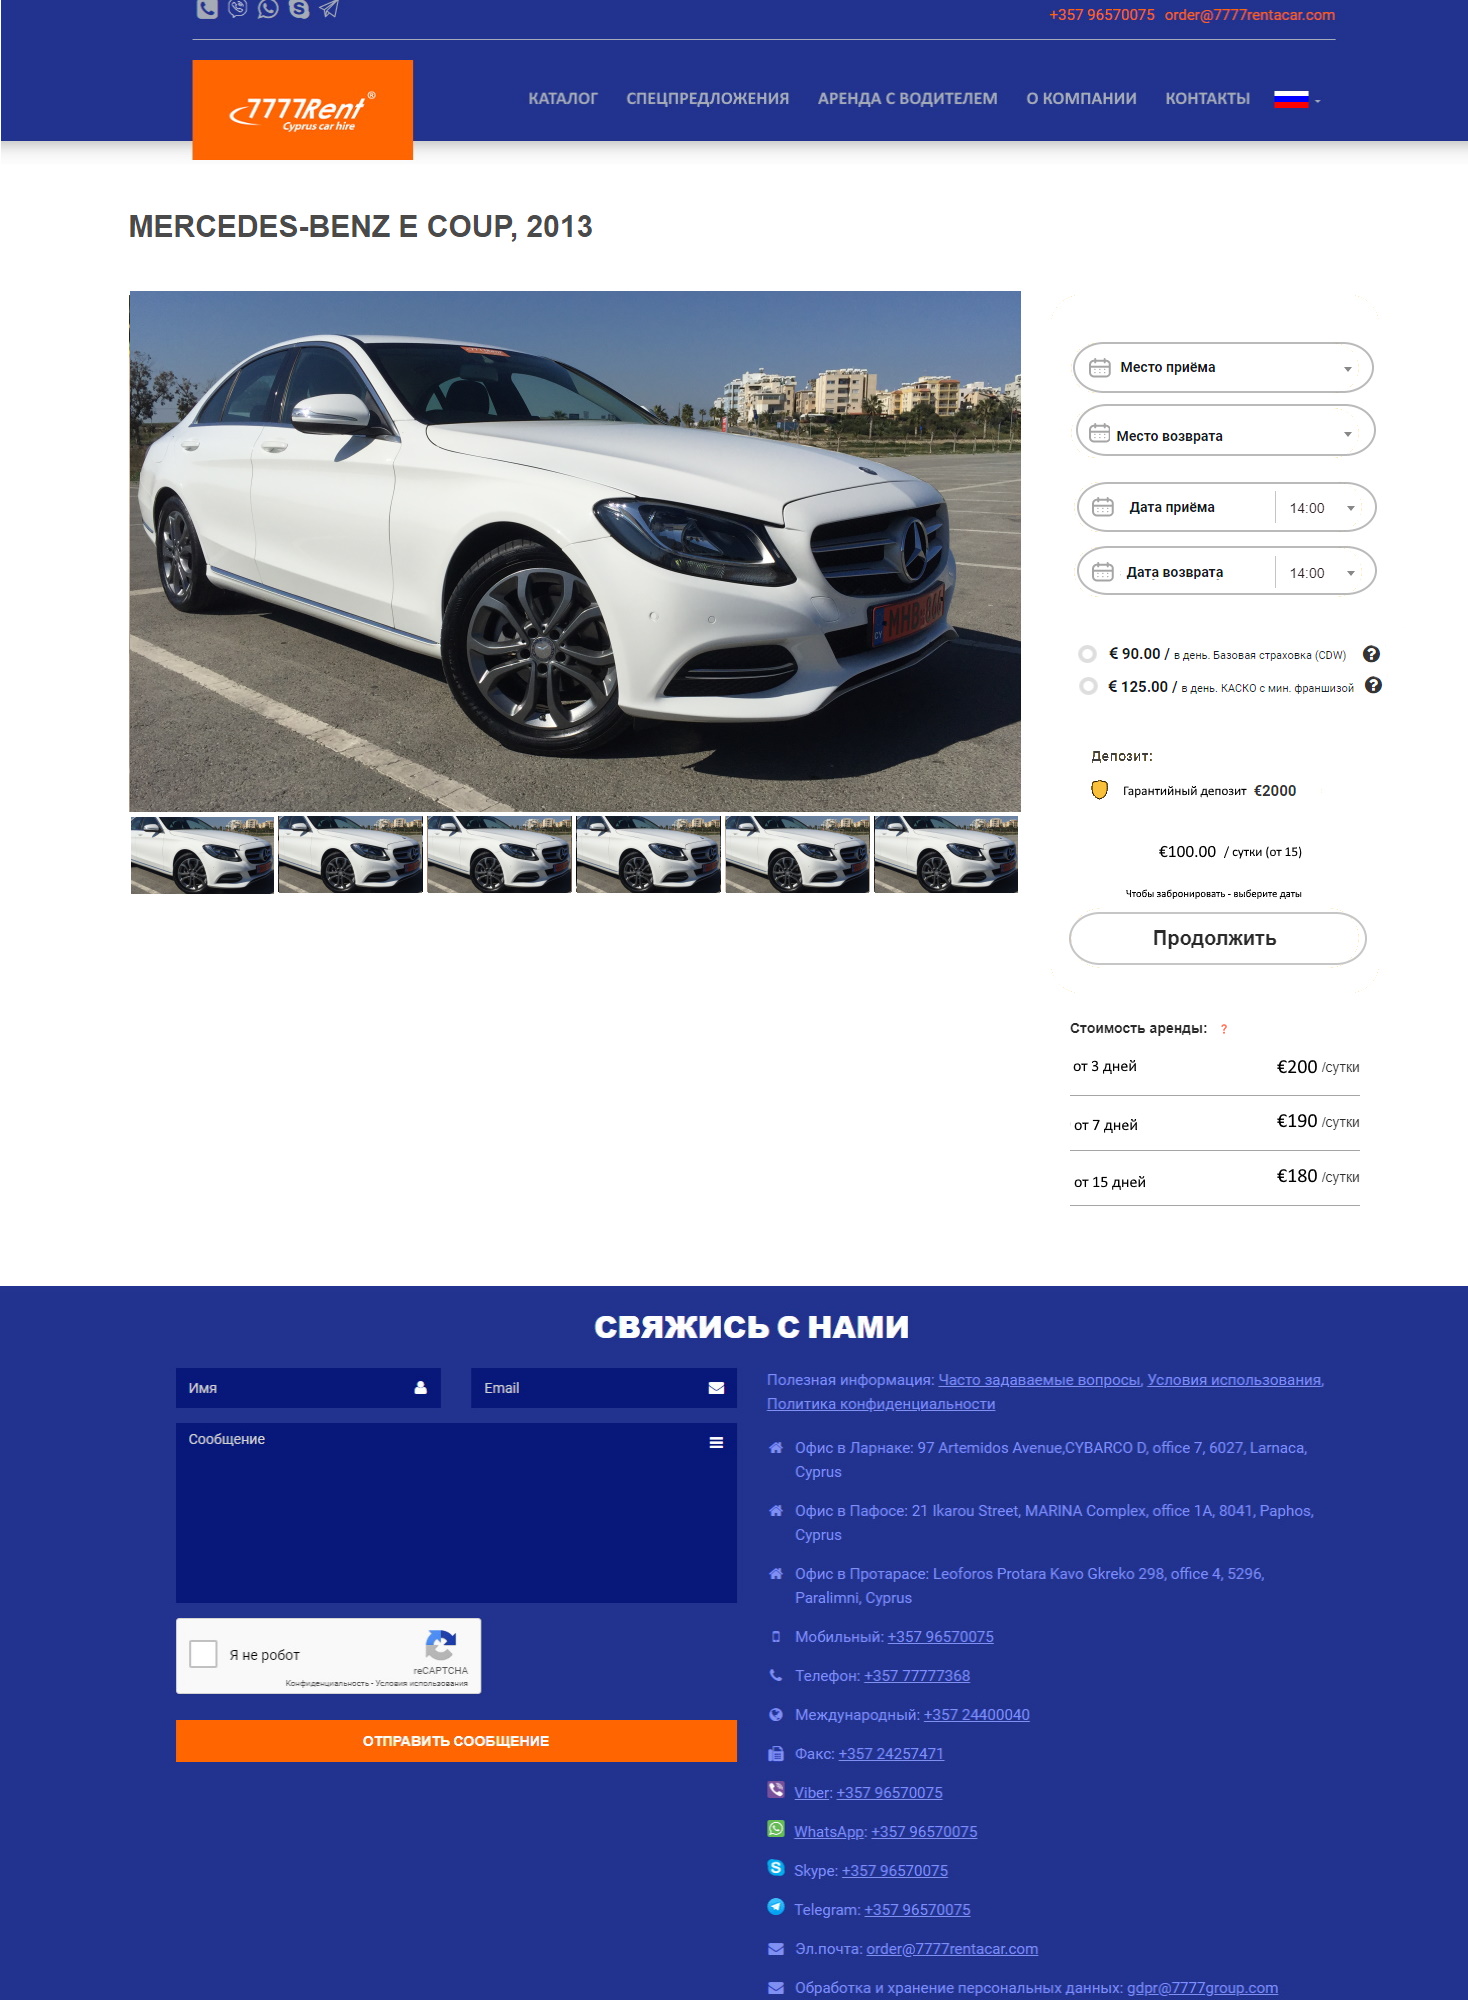 +357 96570075 order@7777rentacar.com
7777Rent®
Cyprus car hire
КАТАЛОГ СПЕЦПРЕДЛОЖЕНИЯ АРЕНДА С ВОДИТЕЛЕМ О КОМПАНИИ КОНТАКТЫ
MERCEDES-BENZ E COUP, 2013
Место приёма
Место возврата
Дата приёма 14:00
Дата возврата 14:00
€ 90.00 / в день. Базовая страховка (CDW) ?
€ 125.00 / в день. КАСКО с мин. франшизой ?
Депозит:
Гарантийный депозит €2000
€100.00 / сутки (от 15)
Чтобы забронировать - выберите даты
Продолжить
Стоимость аренды: ?
от 3 дней €200 /сутки
от 7 дней €190 /сутки
от 15 дней €180 /сутки
СВЯЖИСЬ С НАМИ
Имя
Email
Сообщение
Я не робот
reCAPTCHA
Конфиденциальность - Условия использования
ОТПРАВИТЬ СООБЩЕНИЕ
Полезная информация: Часто задаваемые вопросы, Условия использования,
Политика конфиденциальности
Офис в Ларнаке: 97 Artemidos Avenue,CYBARCO D, office 7, 6027, Larnaca,
Cyprus
Офис в Пафосе: 21 Ikarou Street, MARINA Complex, office 1A, 8041, Paphos,
Cyprus
Офис в Протарасе: Leoforos Protara Kavo Gkreko 298, office 4, 5296,
Paralimni, Cyprus
Мобильный: +357 96570075
Телефон: +357 77777368
Международный: +357 24400040
Факс: +357 24257471
Viber: +357 96570075
WhatsApp: +357 96570075
Skype: +357 96570075
Telegram: +357 96570075
Эл.почта: order@7777rentacar.com
Обработка и хранение персональных данных: gdpr@7777group.com